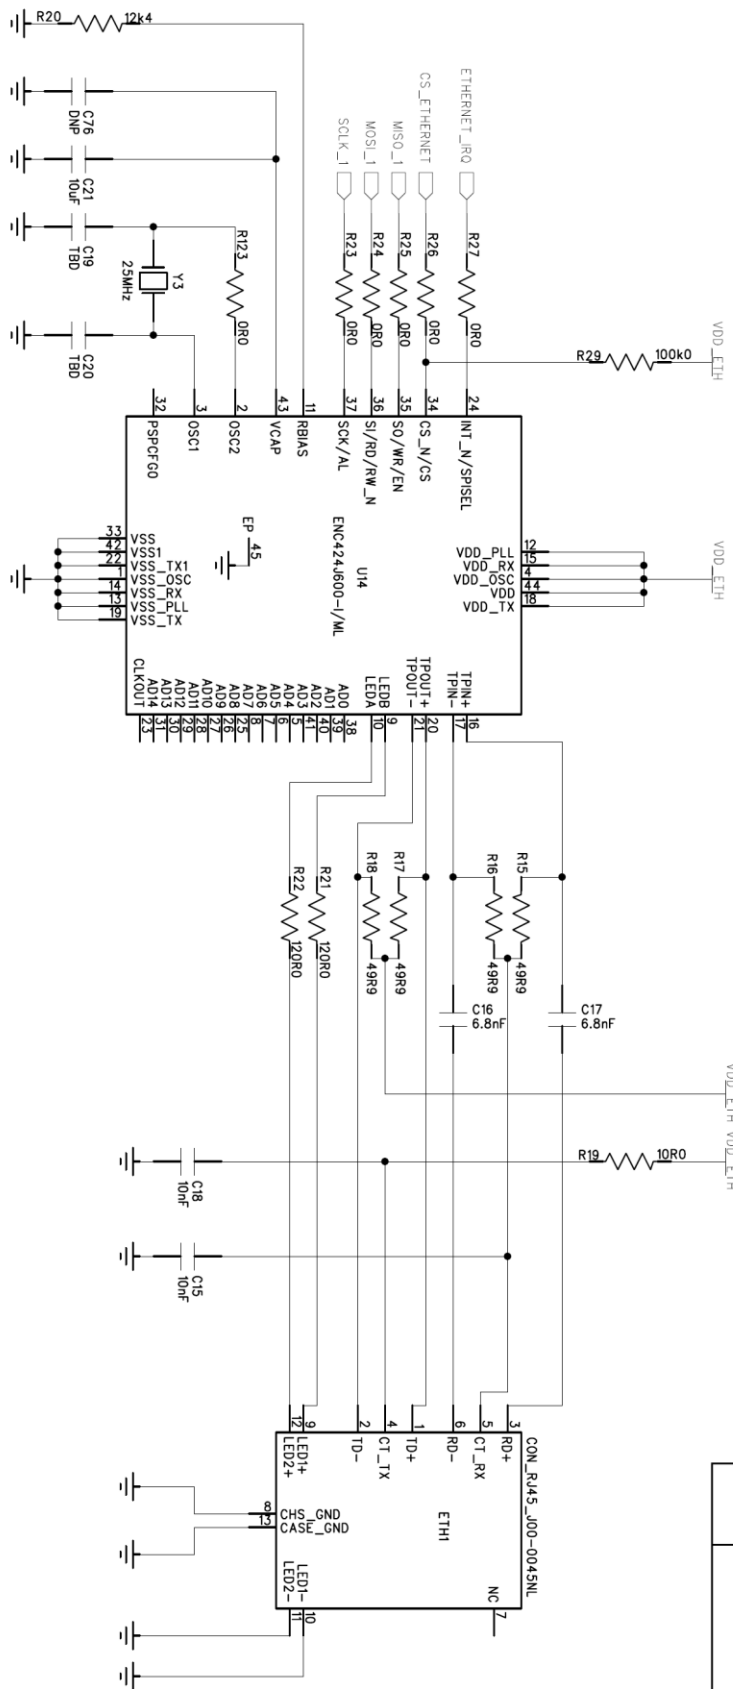 R20
12k4
C76
DNP
C21
10uF
C19
TBD
Y3
25MHz
C20
TBD
R123
0R0
SCLK_1
MOSI_1
MISO_1
CS_ETHERNET
ETHERNET_IRQ
R23
0R0
R24
0R0
R25
0R0
R26
0R0
R27
0R0
R29
100k0
VDD_ETH
32
3
2
43
11
37
36
35
34
24
PSPCFG0
OSC1
OSC2
VCAP
RBIAS
SCK/AL
SI/RD/RW_N
SO/WR/EN
CS_N/CS
INT_N/SPISEL
33 VSS
42 VSS1
22 VSS_TX1
1 VSS_OSC
14 VSS_RX
13 VSS_PLL
19 VSS_TX
EP
45
ENC424J600-I/ML
U14
VDD_PLL 12
VDD_RX 15
VDD_OSC 4
VDD 44
VDD_TX 18
VDD_ETH
CLKOUT
AD14
AD13
AD12
AD11
AD10
AD9
AD8
AD7
AD6
AD5
AD4
AD3
AD2
AD1
AD0
LEDA
LEDB
TPOUT-
TPOUT+
TPIN-
TPIN+
23
31
30
29
28
27
26
25
8
7
6
5
41
40
39
38
10
9
21
20
17
16
R22
120R0
R21
120R0
R18
49R9
R17
49R9
R16
49R9
R15
49R9
C16
6.8nF
C17
6.8nF
VDD_ETH
R19
10R0
VDD_ETH
C18
10nF
C15
10nF
12
9
2
4
1
6
5
3
LED2+
LED1+
TD-
CT_TX
TD+
RD-
CT_RX
RD+
CON_RJ45_J00-0045NL
ETH1
8 CHS_GND
13 CASE_GND
LED2-
LED1-
NC
11
10
7